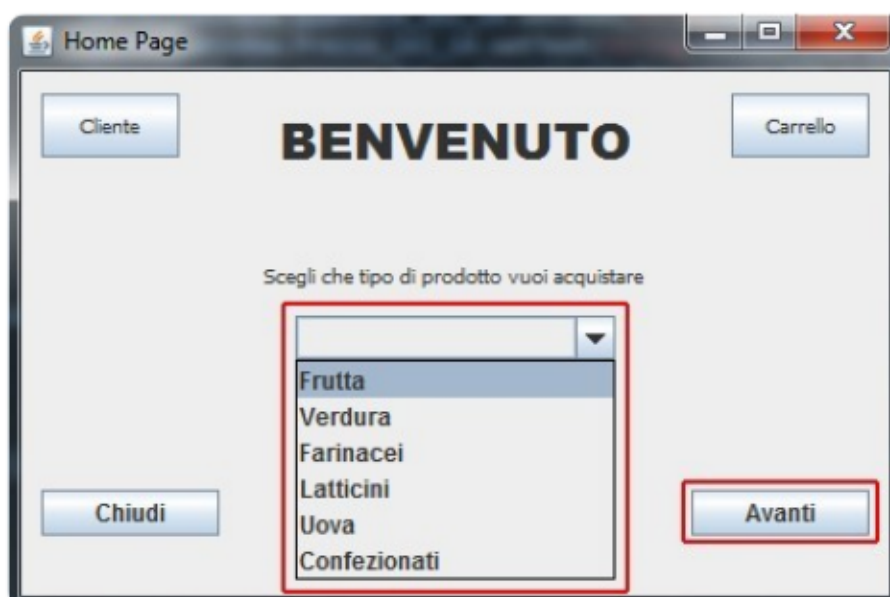 Home Page
Cliente
BENVENUTO
Carrello
Scegli che tipo di prodotto vuoi acquistare
Frutta
Verdura
Farinacei
Latticini
Uova
Confezionati
Chiudi
Avanti